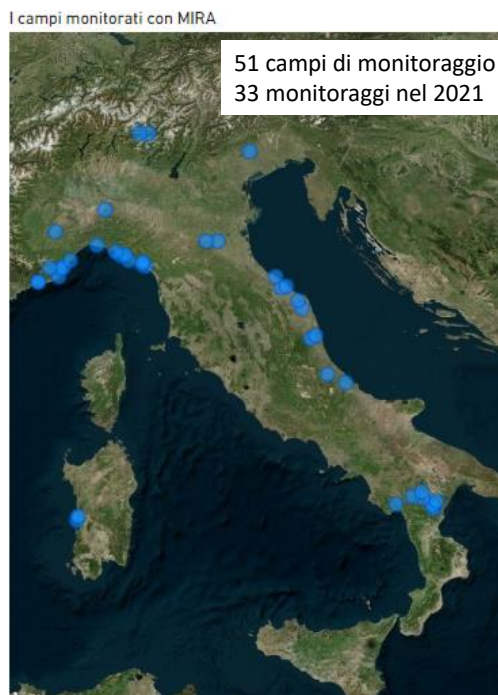 I campi monitorati con MIRA
51 campi di monitoraggio
33 monitoraggi nel 2021